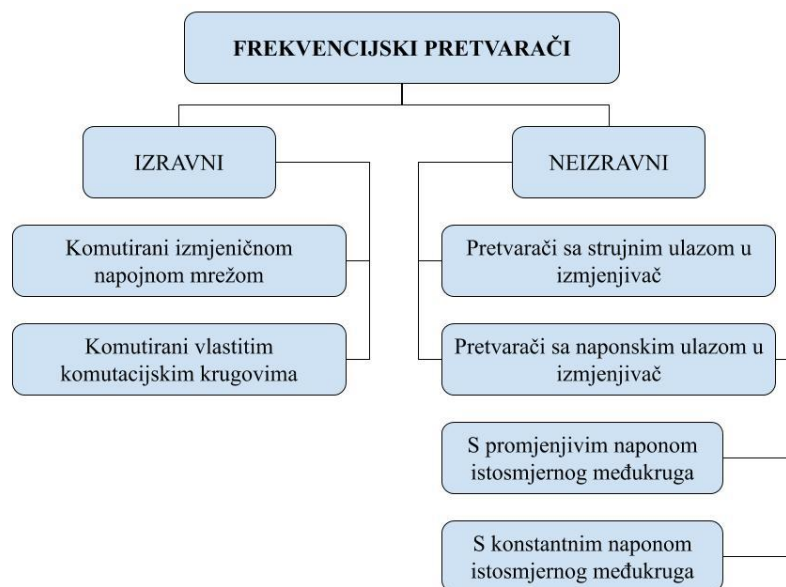 FREKVENCIJSKI PRETVARAČI
IZRAVNI
NEIZRAVNI
Komutirani izmjeničnom
napojnom mrežom
Komutirani vlastitim
komutacijskim krugovima
Pretvarači sa strujnim ulazom u
izmjenjivač
Pretvarači sa naponskim ulazom u
izmjenjivač
S promjenjivim naponom
istosmjernog međukruga
S konstantnim naponom
istosmjernog međukruga